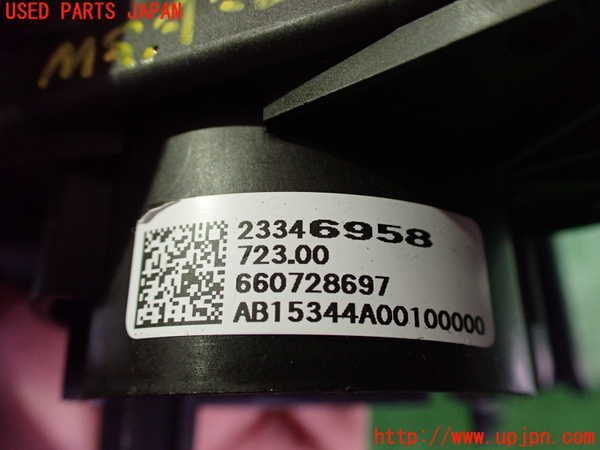 USED PARTS JAPAN
23346958
723.00
660728697
AB15344A00100000
http://www.upjpn.com/